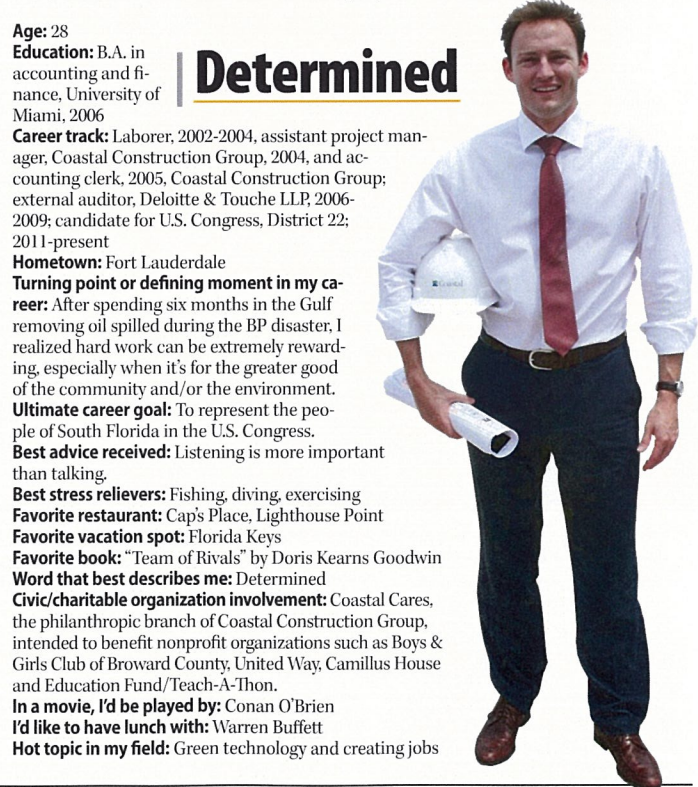 Age: 28
Education: B.A. in
accounting and fi-
nance, University of
Miami, 2006
Determined
Career track: Laborer, 2002-2004, assistant project man-
ager, Coastal Construction Group, 2004, and ac-
counting clerk, 2005, Coastal Construction Group;
external auditor, Deloitte & Touche LLP, 2006-
2009; candidate for U.S. Congress, District 22;
2011-present
Hometown: Fort Lauderdale
Turning point or defining moment in my ca-
reer: After spending six months in the Gulf
removing oil spilled during the BP disaster, I
realized hard work can be extremely reward-
ing, especially when it's for the greater good
of the community and/or the environment.
Ultimate career goal: To represent the peo-
ple of South Florida in the U.S. Congress.
Best advice received: Listening is more important
than talking.
Best stress relievers: Fishing, diving, exercising
Favorite restaurant: Cap's Place, Lighthouse Point
Favorite vacation spot: Florida Keys
Favorite book: “Team of Rivals” by Doris Kearns Goodwin
Word that best describes me: Determined
Civic/charitable organization involvement: Coastal Cares,
the philanthropic branch of Coastal Construction Group,
intended to benefit nonprofit organizations such as Boys &
Girls Club of Broward County, United Way, Camillus House
and Education Fund/Teach-A-Thon.
In a movie, I'd be played by: Conan O'Brien
I'd like to have lunch with: Warren Buffett
Hot topic in my field: Green technology and creating jobs
Coastal